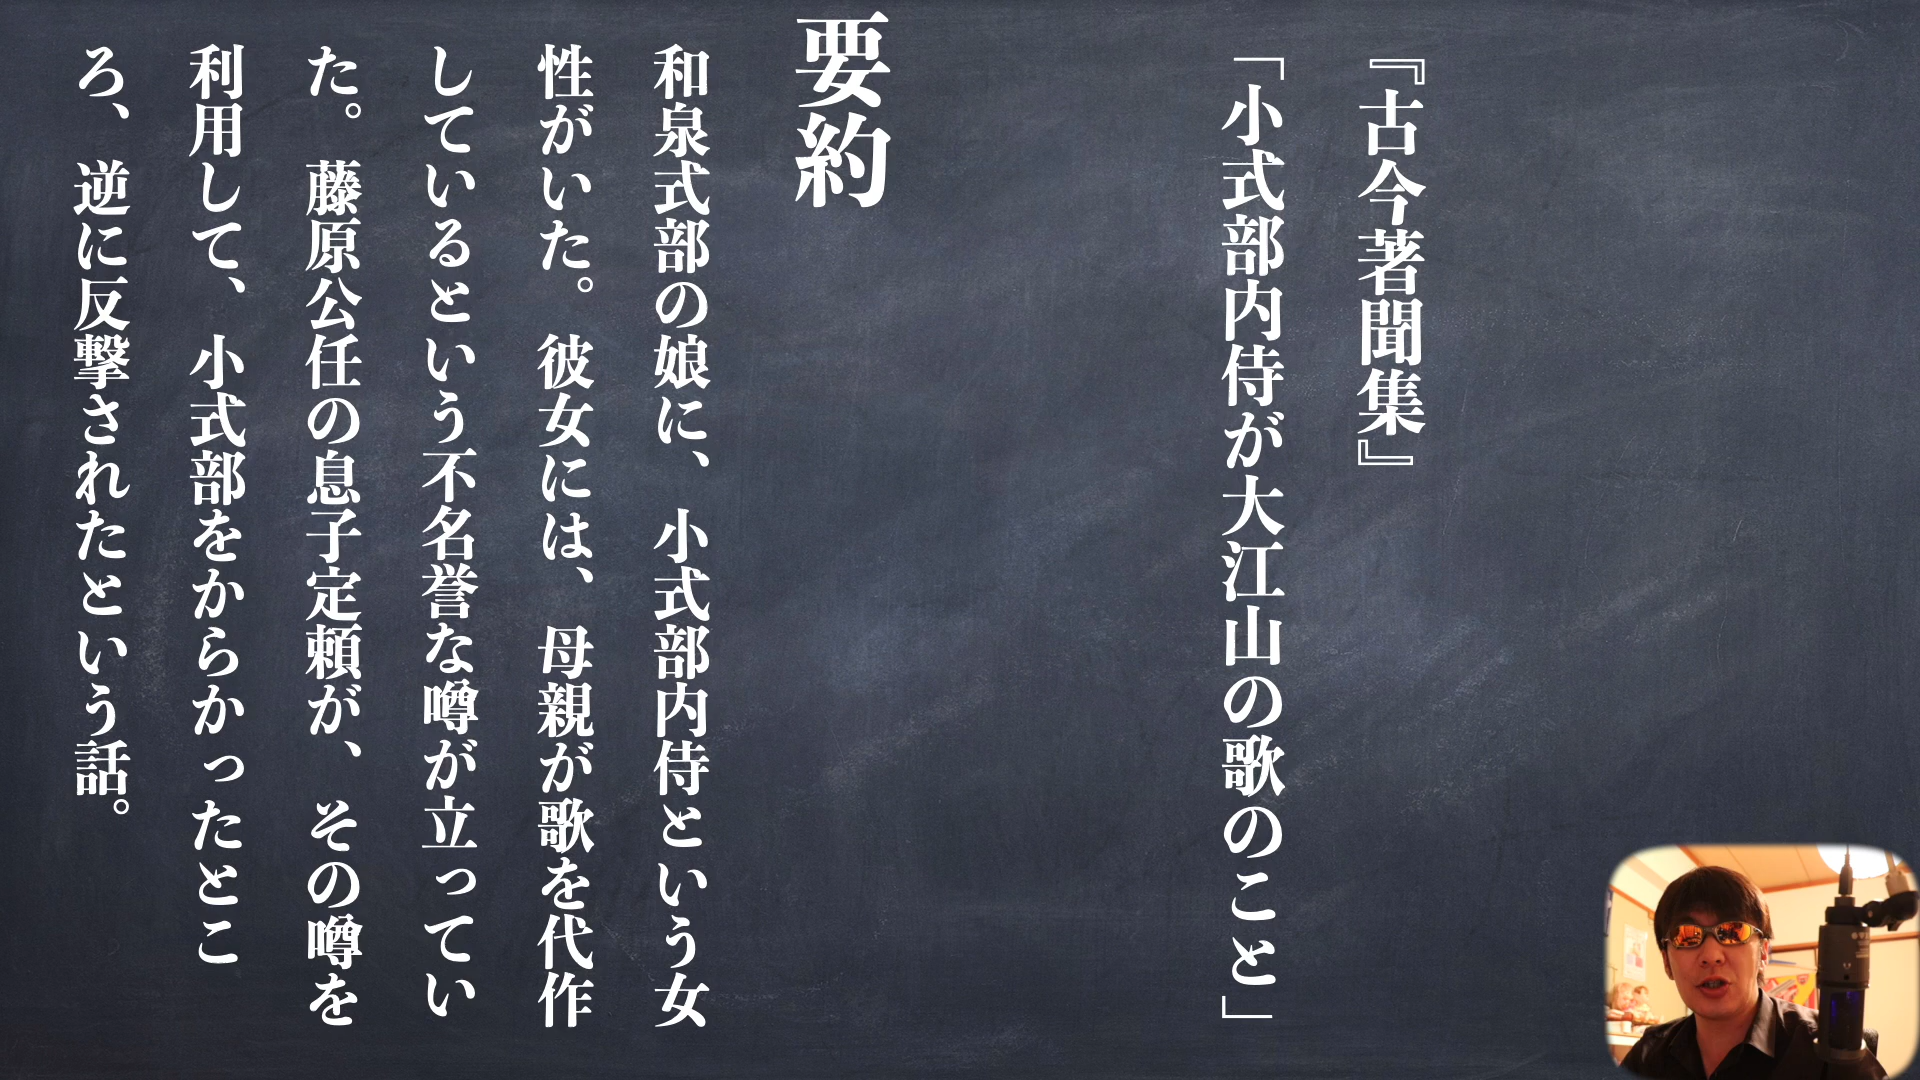 『古今著聞集』
「小式部内侍が大江山の歌のこと」
要約
和泉式部の娘に、小式部内侍という女
性がいた。彼女には、母親が歌を代作
しているという不名誉な噂が立ってい
た。藤原公任の息子定頼が、その噂を
利用して、小式部をからかったとこ
ろ、逆に反撃されたという話。